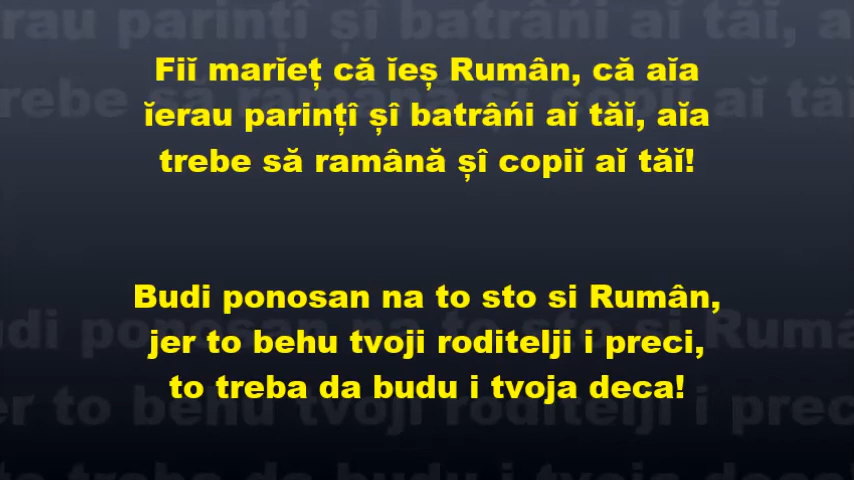 Fiĭ marĭeț că ĭeș Rumân, că aĭa
ĭerau parințî șî batrâńi aĭ tăĭ, aĭa
trebe să ramână șî copiĭ aĭ tăĭ!
Budi ponosan na to sto si Rumân,
jer to behu tvoji roditelji i preci,
to treba da budu i tvoja deca!